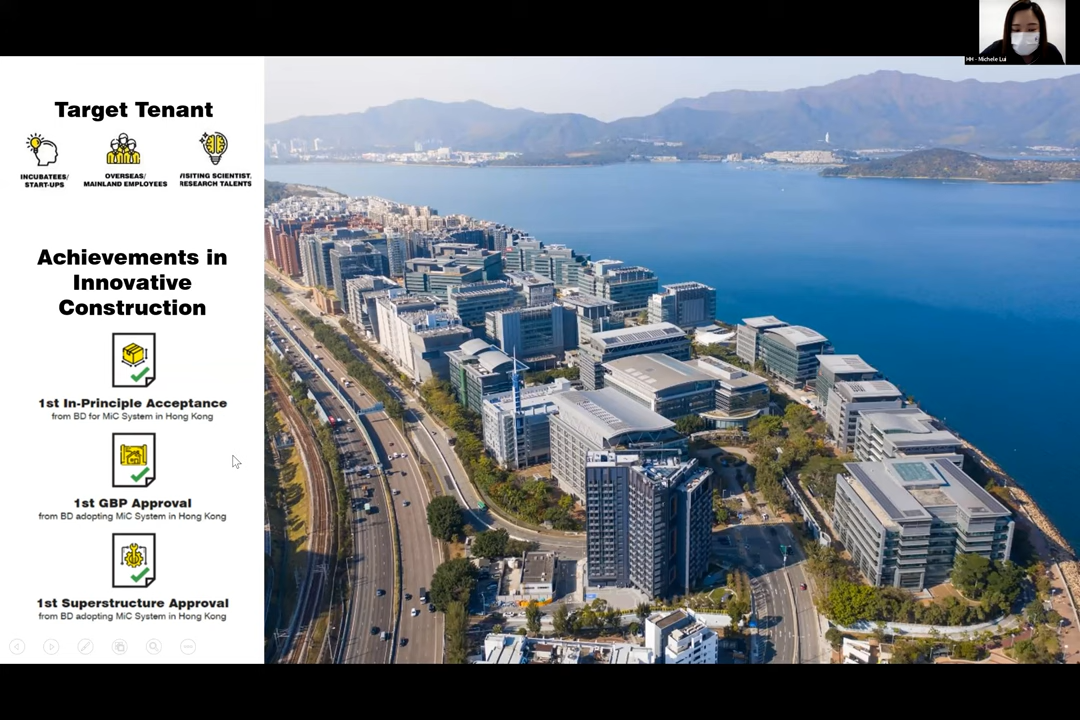 HH - Michele Lui
Target Tenant
INCUBATEES/
START-UPS
OVERSEAS/
MAINLAND EMPLOYEES
VISITING SCIENTIST.
RESEARCH TALENTS
Achievements in
Innovative
Construction
1st In-Principle Acceptance
from BD for MiC System in Hong Kong
1st GBP Approval
from BD adopting MiC System in Hong Kong
1st Superstructure Approval
from BD adopting MiC System in Hong Kong